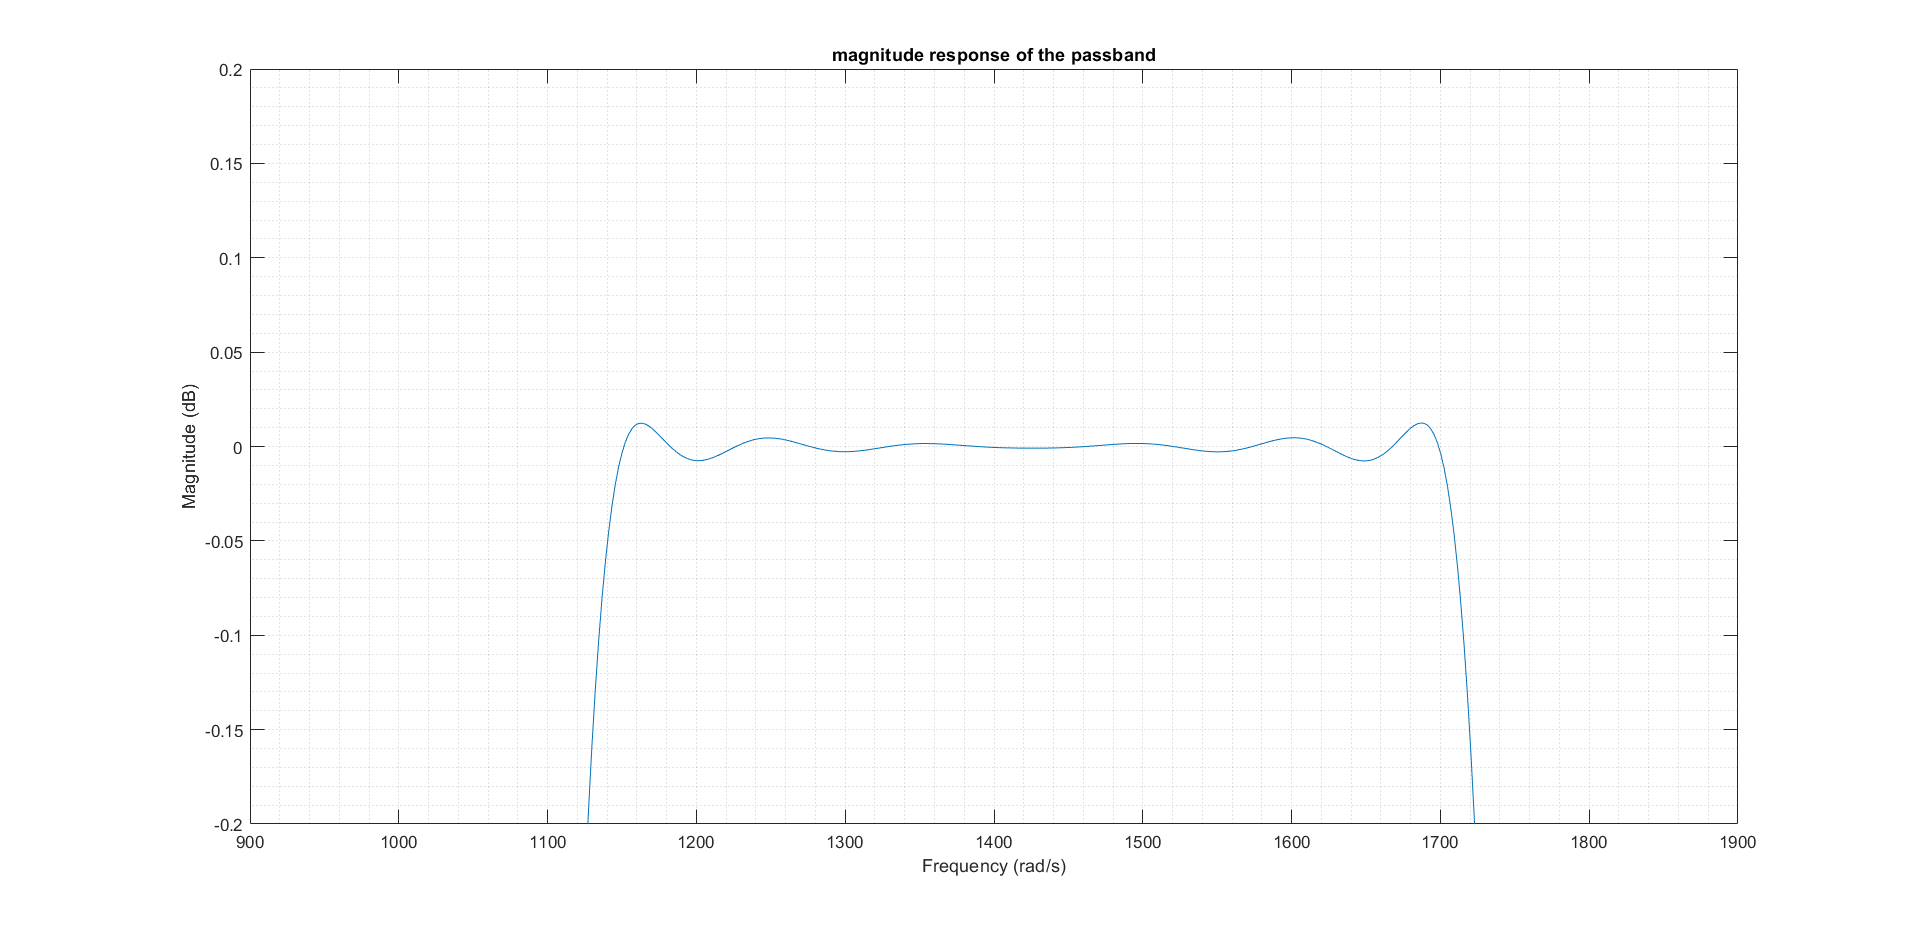 magnitude response of the passband
0.2
0.15
0.1
0.05
0
-0.05
-0.1
-0.15
-0.2
Magnitude (dB)
900 1000 1100 1200 1300 1400 1500 1600 1700 1800 1900
Frequency (rad/s)